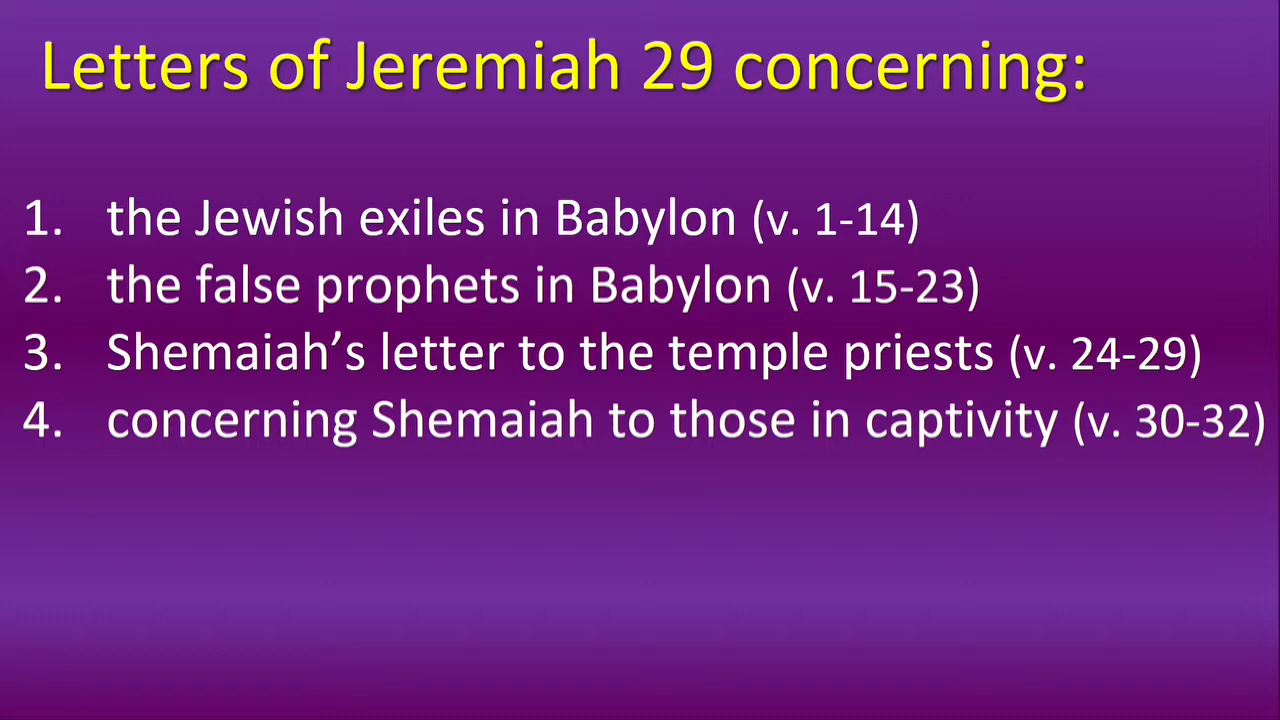 Letters of Jeremiah 29 concerning:
1. the Jewish exiles in Babylon (v. 1-14)
2. the false prophets in Babylon (v. 15-23)
3. Shemaiah’s letter to the temple priests (v. 24-29)
4. concerning Shemaiah to those in captivity (v. 30-32)